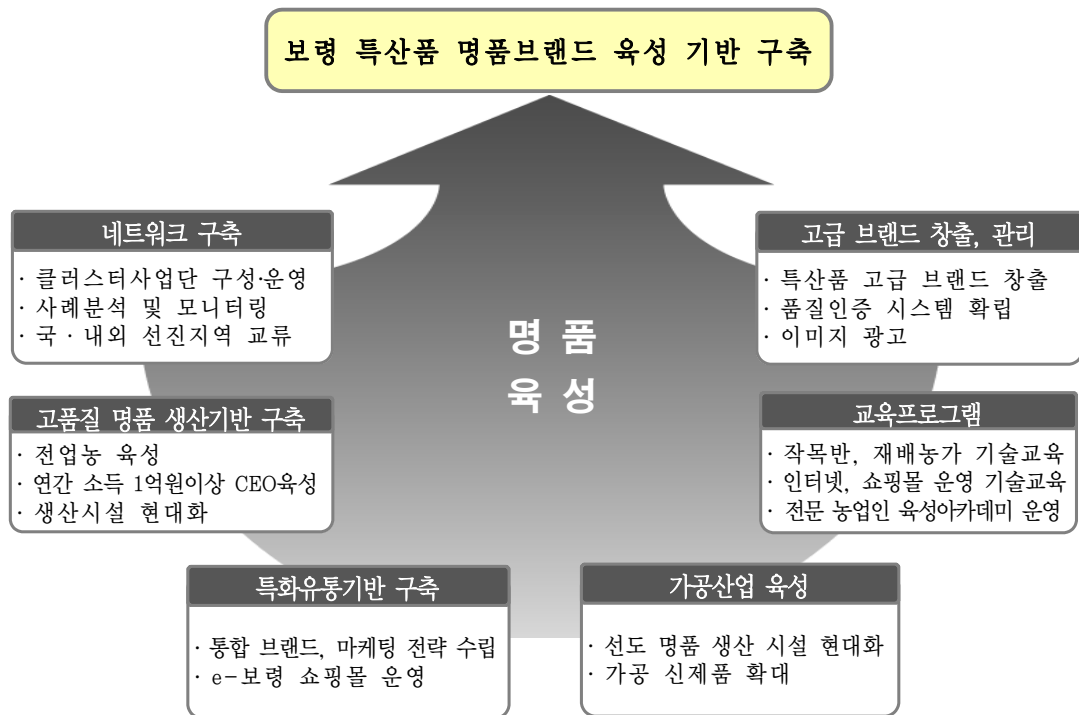 보령 특산품 명품브랜드 육성 기반 구축
네트워크 구축
· 클러스터사업단 구성·운영
· 사례분석 및 모니터링
· 국 · 내외 선진지역 교류
고급 브랜드 창출, 관리
· 특산품 고급 브랜드 창출
· 품질인증 시스템 확립
· 이미지 광고
명 품
육 성
고품질 명품 생산기반 구축
· 전업농 육성
· 연간 소득 1억원이상 CEO육성
· 생산시설 현대화
교육프로그램
· 작목반, 재배농가 기술교육
· 인터넷, 쇼핑몰 운영 기술교육
· 전문 농업인 육성아카데미 운영
특화유통기반 구축
· 통합 브랜드, 마케팅 전략 수립
· e-보령 쇼핑몰 운영
가공산업 육성
· 선도 명품 생산 시설 현대화
· 가공 신제품 확대